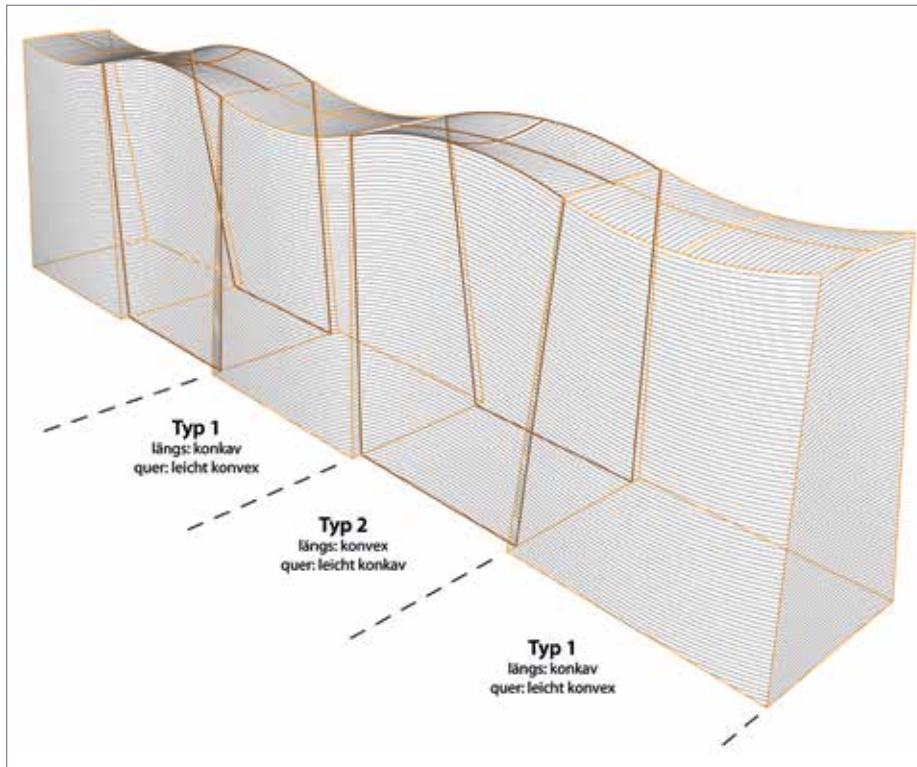 Typ 1
längs: konkav
quer: leicht konvex
Typ 2
längs: konvex
quer: leicht konkav
Typ 1
längs: konkav
quer: leicht konvex